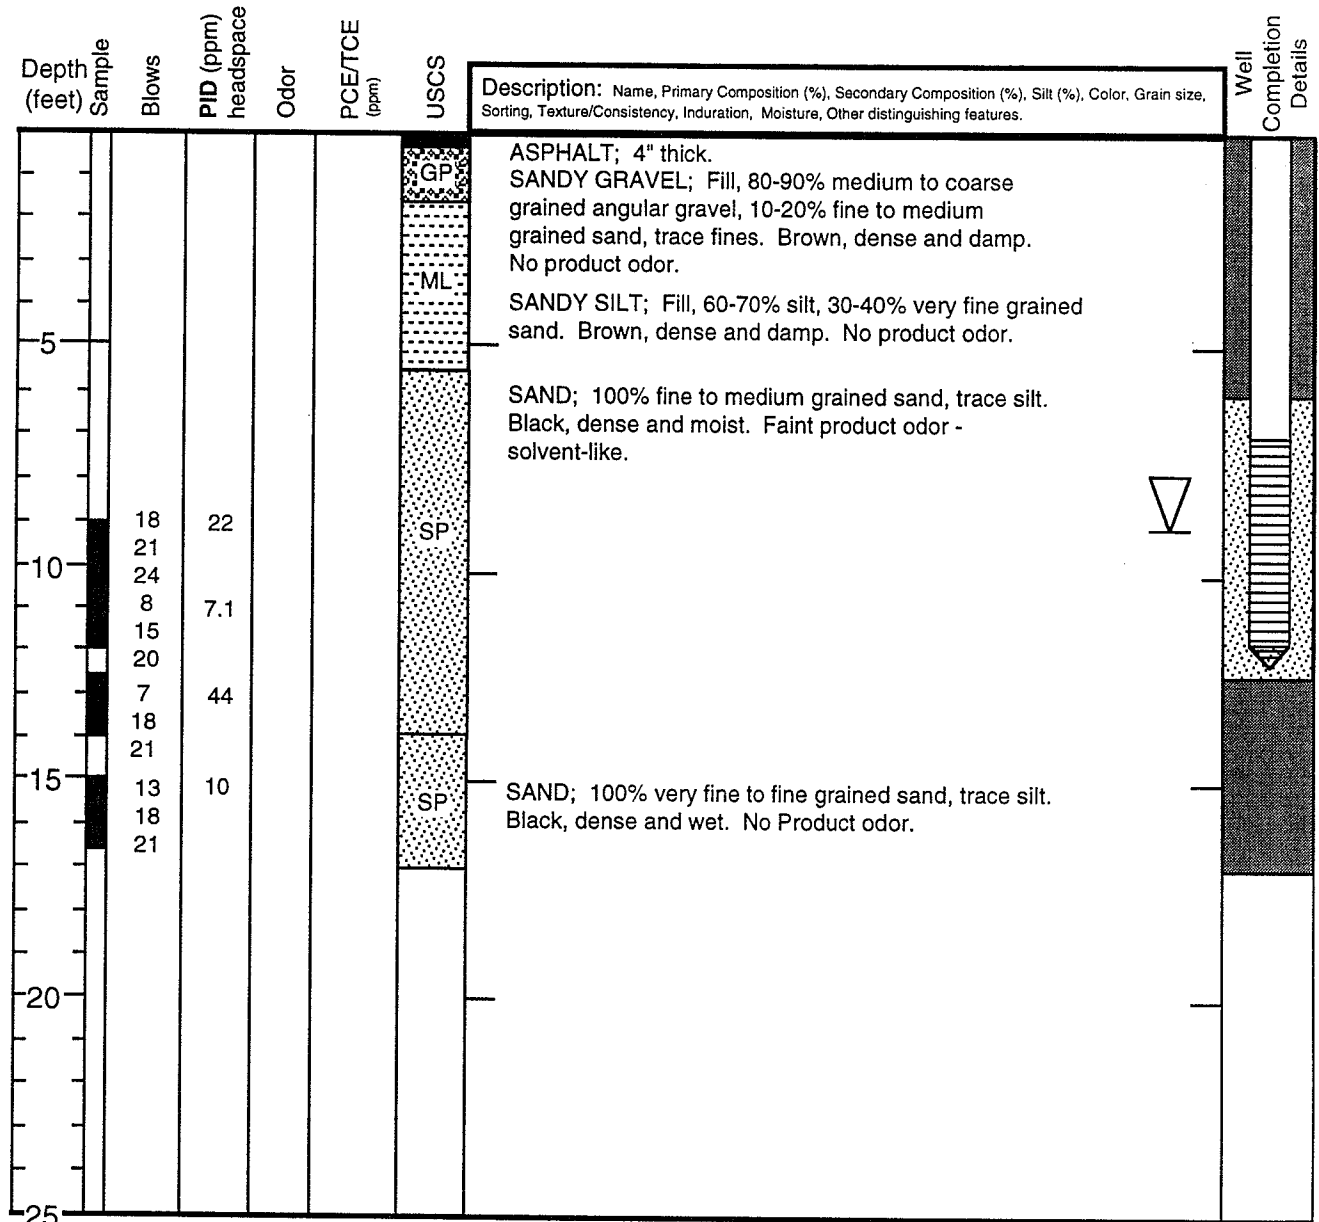 Depth
(feet)
Sample
Blows
PID (ppm)
headspace
Odor
PCE/TCE
(ppm)
USCS
Description: Name, Primary Composition (%), Secondary Composition (%), Silt (%), Color, Grain size,
Sorting, Texture/Consistency, Induration, Moisture, Other distinguishing features.
Well
Completion
Details
ASPHALT; 4" thick.
GP
SANDY GRAVEL; Fill, 80-90% medium to coarse
grained angular gravel, 10-20% fine to medium
grained sand, trace fines. Brown, dense and damp.
No product odor.
ML
SANDY SILT; Fill, 60-70% silt, 30-40% very fine grained
sand. Brown, dense and damp. No product odor.
5
SAND; 100% fine to medium grained sand, trace silt.
Black, dense and moist. Faint product odor -
solvent-like.
18 22
SP
21
10
24
8 7.1
15
20
7 44
18
21
15
13 10
SP
SAND; 100% very fine to fine grained sand, trace silt.
18
Black, dense and wet. No Product odor.
21
20
25